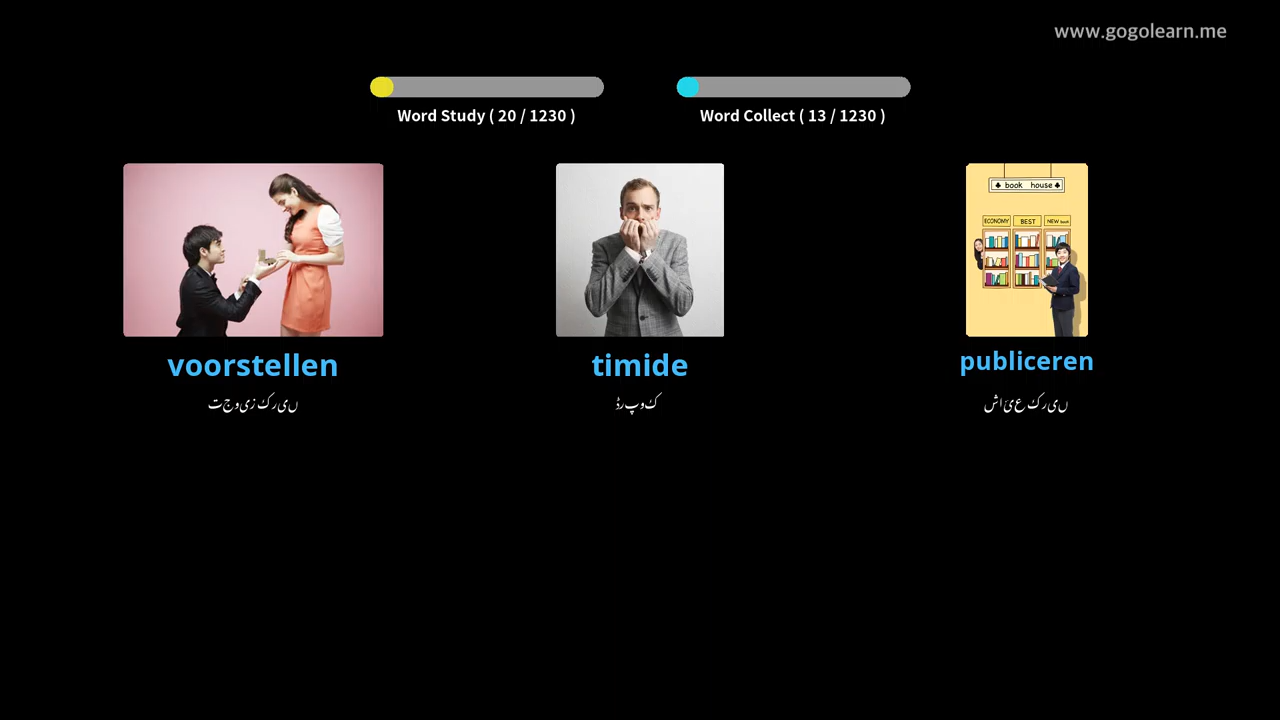 www.gogolearn.me
Word Study ( 20 / 1230 )
Word Collect ( 13 / 1230 )
book house
ECONOMY
BEST
NEW book
voorstellen
timide
publiceren
تجویز کریں
ڈرپوک
شائع کریں